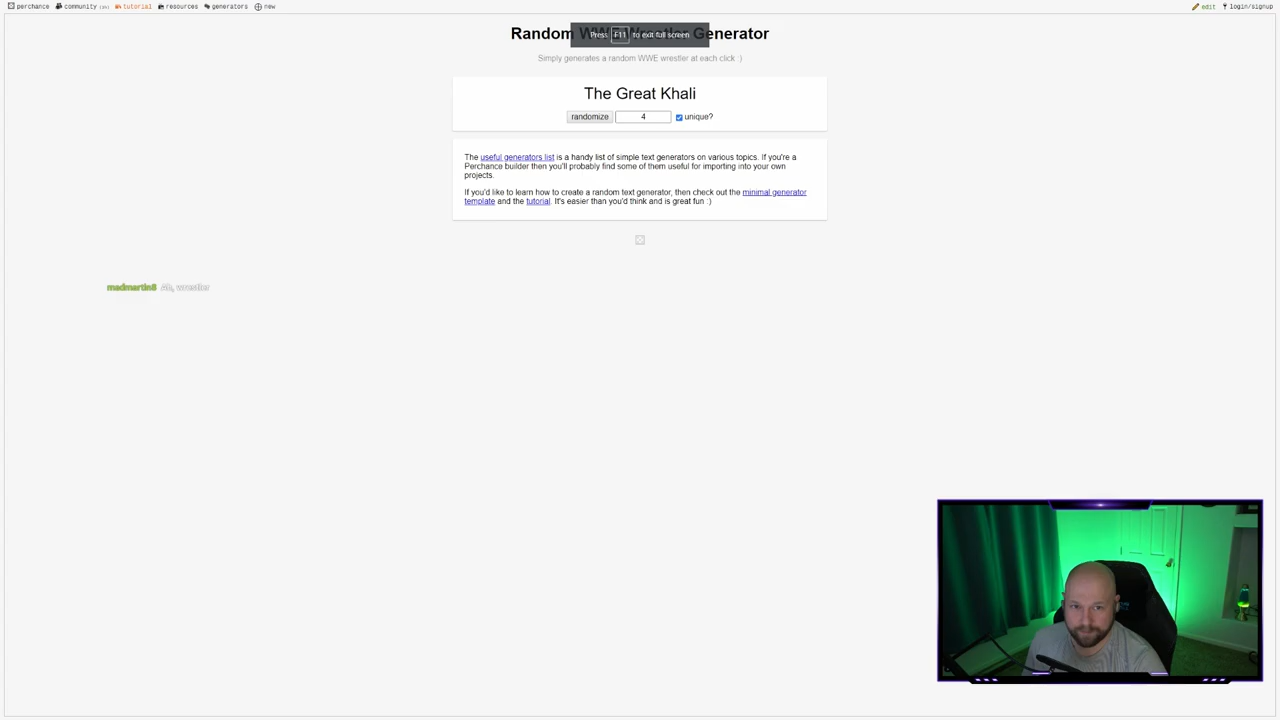 perchance community tutorial resources generators new edit login/signup
Random WWE Wrestler Generator
Press F11 to exit full screen
Simply generates a random WWE wrestler at each click :)
The Great Khali
randomize 4 unique?
The useful generators list is a handy list of simple text generators on various topics. If you're a
Perchance builder then you'll probably find some of them useful for importing into your own
projects.
If you'd like to learn how to create a random text generator, then check out the minimal generator
template and the tutorial. It's easier than you'd think and is great fun :)
madmartin8 Ah, wrestler